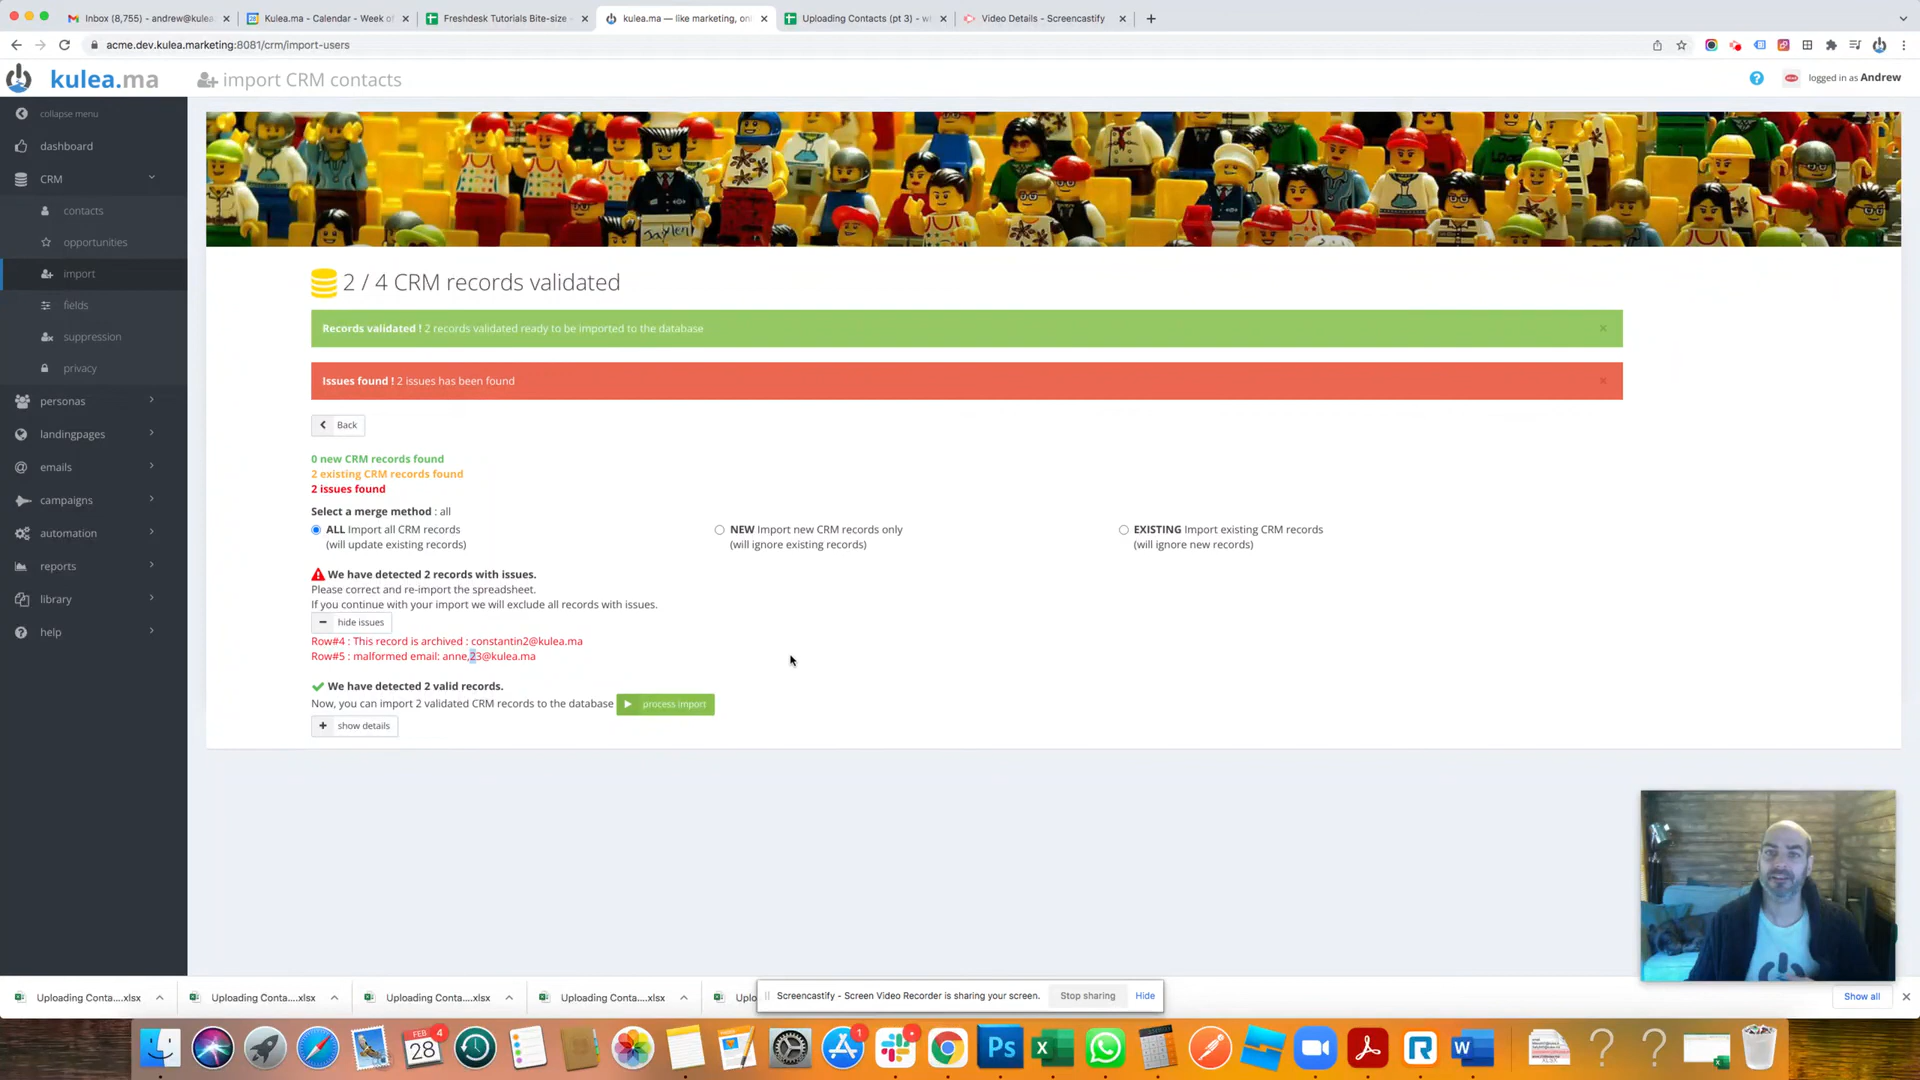 Inbox (8,755) - andrew@kulea.
Kulea.ma - Calendar - Week of
Freshdesk Tutorials Bite-size -
kulea.ma — like marketing, on
Uploading Contacts (pt 3) - w
Video Details - Screencastify
acme.dev.kulea.marketing:8081/crm/import-users
kulea.ma
import CRM contacts
logged in as Andrew
collapse menu
dashboard
CRM
contacts
opportunities
import
fields
suppression
privacy
personas
landingpages
emails
campaigns
automation
reports
library
help
2 / 4 CRM records validated
Records validated ! 2 records validated ready to be imported to the database
Issues found ! 2 issues has been found
Back
0 new CRM records found
2 existing CRM records found
2 issues found
Select a merge method : all
ALL Import all CRM records
(will update existing records)
NEW Import new CRM records only
(will ignore existing records)
EXISTING Import existing CRM records
(will ignore new records)
We have detected 2 records with issues.
Please correct and re-import the spreadsheet.
If you continue with your import we will exclude all records with issues.
hide issues
Row#4 : This record is archived : constantin2@kulea.ma
Row#5 : malformed email: anne,23@kulea.ma
We have detected 2 valid records.
Now, you can import 2 validated CRM records to the database
process import
show details
Uploading Conta....xlsx
Uploading Conta....xlsx
Uploading Conta....xlsx
Uploading Conta....xlsx
Uplo
Screencastify - Screen Video Recorder is sharing your screen.
Stop sharing
Hide
Show all
FEB
4
28
1
Ps
X
W